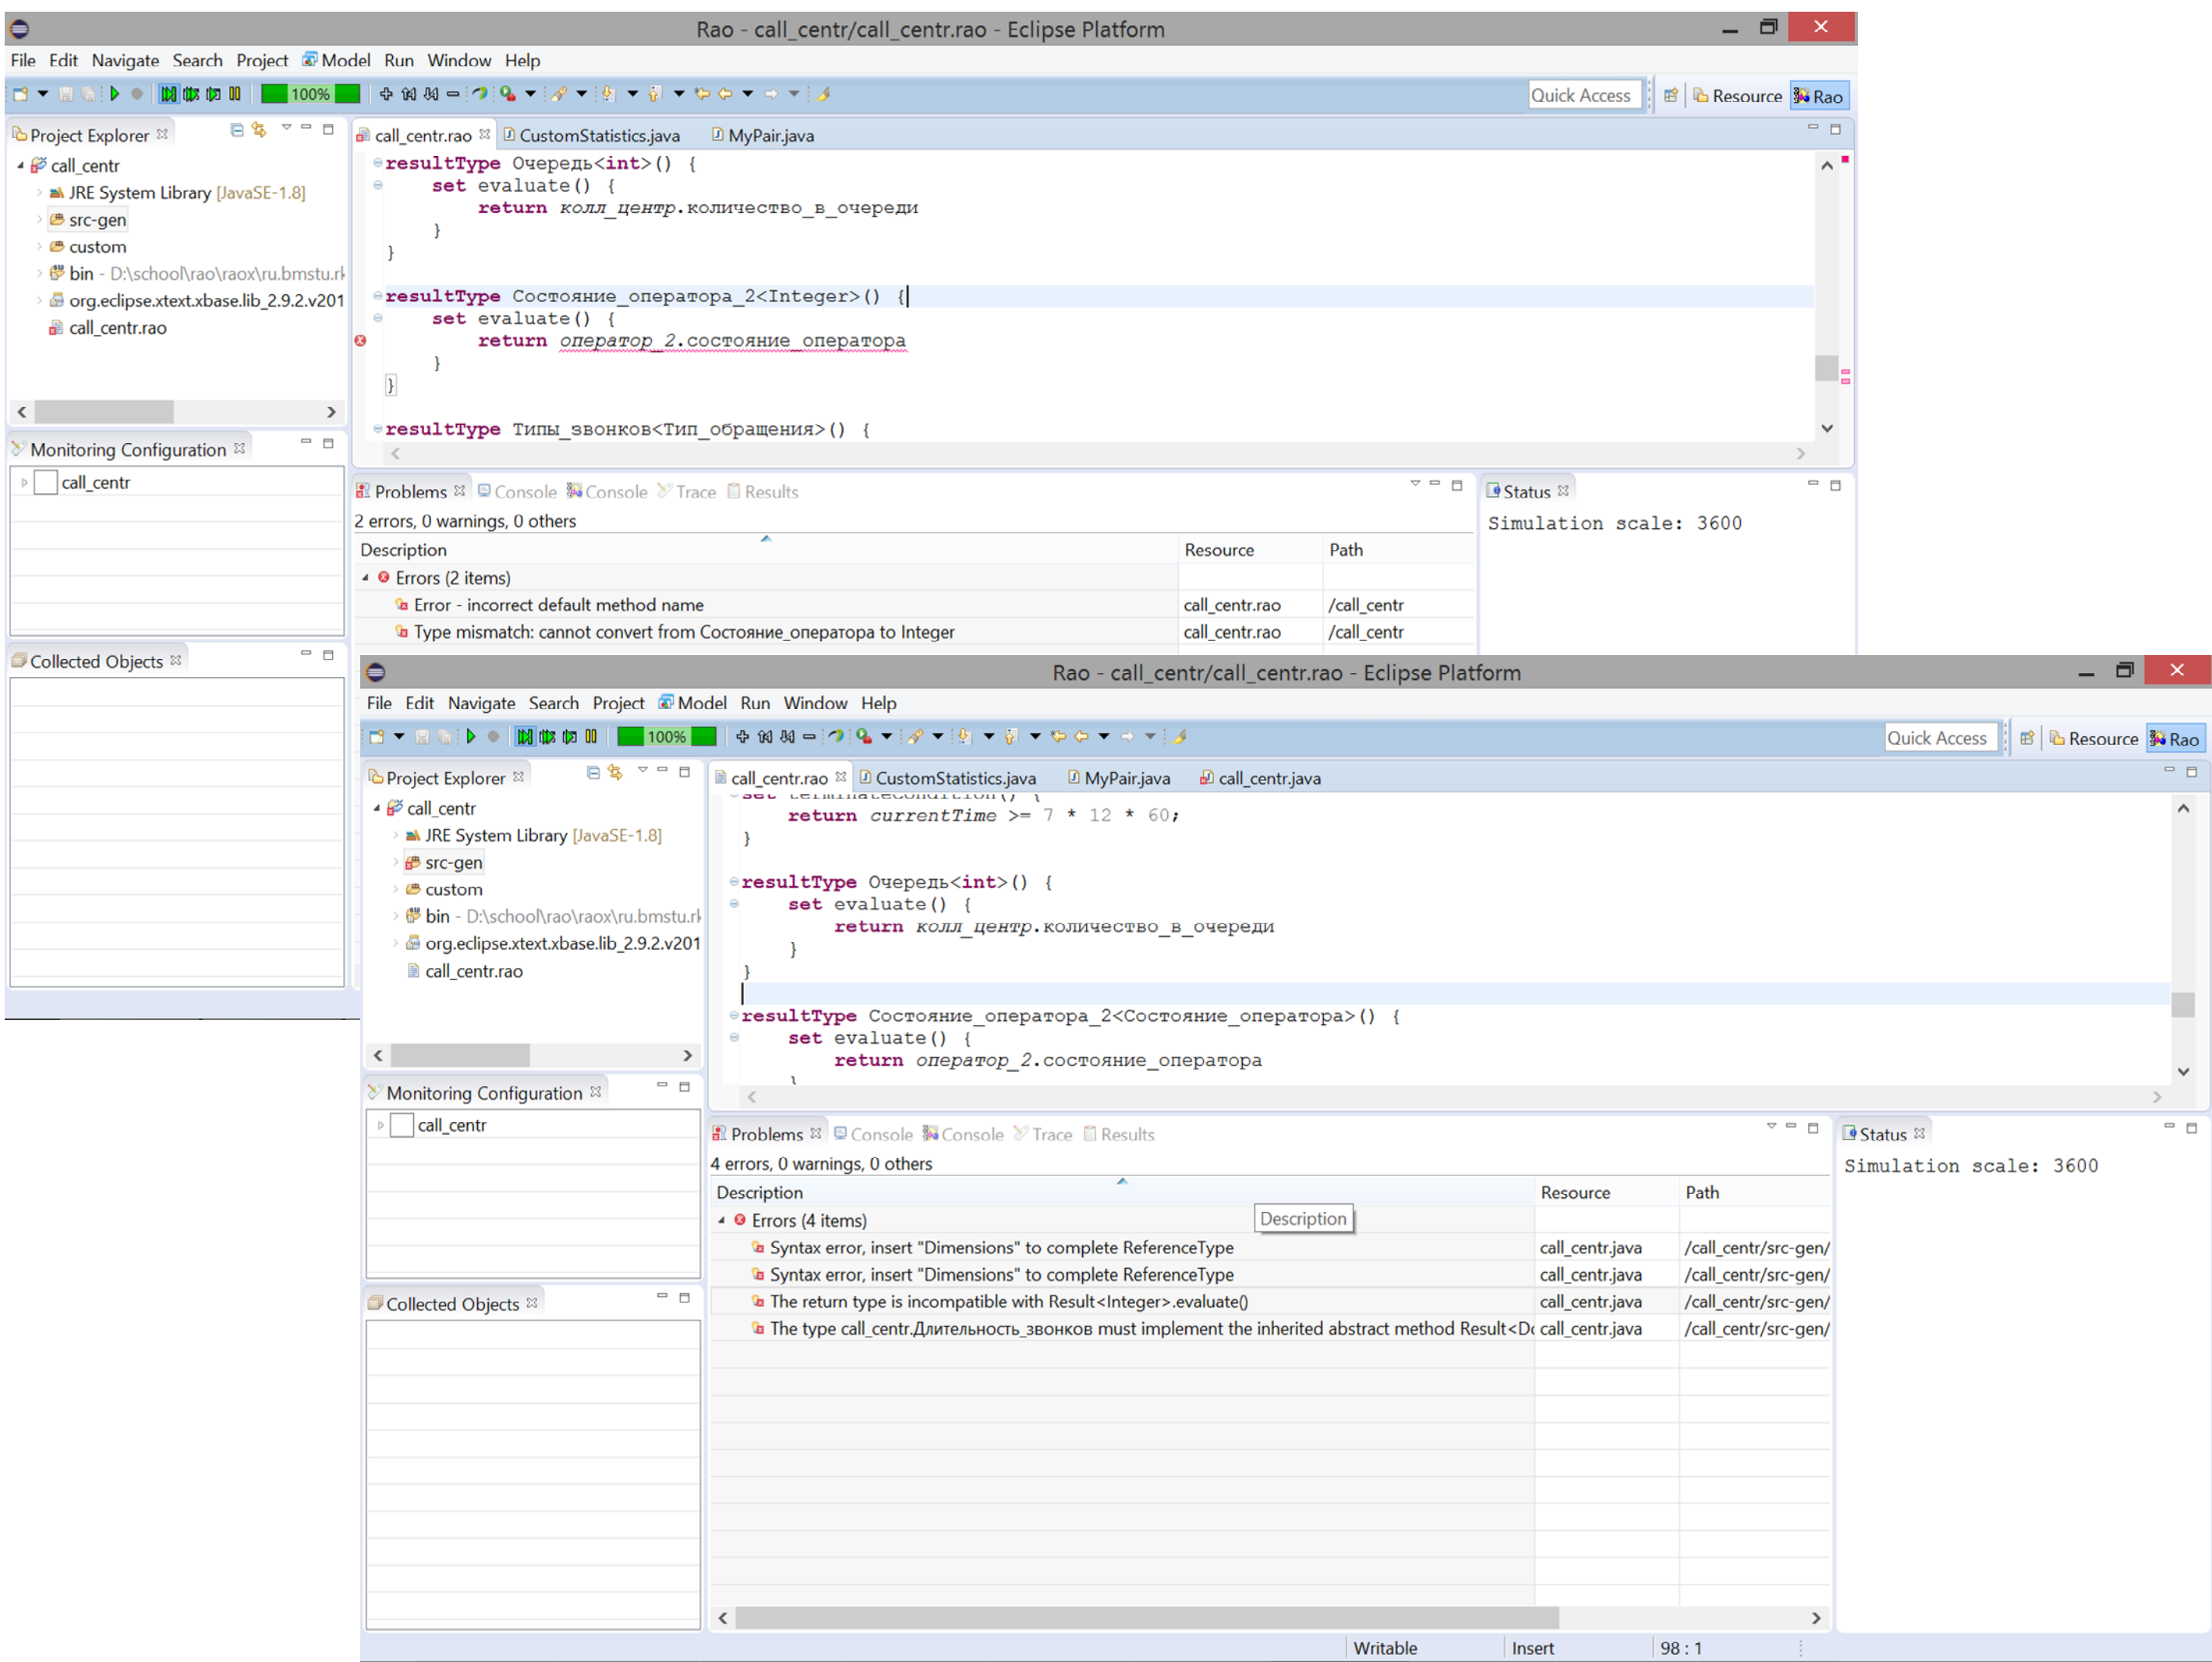 Rao - call_centr/call_centr.rao - Eclipse Platform
File Edit Navigate Search Project Model Run Window Help
100%
Quick Access
Resource
Rao
Project Explorer
call_centr
JRE System Library [JavaSE-1.8]
src-gen
custom
bin - D:\school\rao\raox\ru.bmstu.rk
org.eclipse.xtext.xbase.lib_2.9.2.v201
call_centr.rao
call_centr.rao CustomStatistics.java MyPair.java
resultType Очередь<int>() {
set evaluate() {
return колл_центр.количество_в_очереди
}
}
resultType Состояние_оператора_2<Integer>() {
set evaluate() {
return оператор_2.состояние_оператора
}
}
resultType Типы_звонков<Тип_обращения>() {
Monitoring Configuration
call_centr
Problems Console Console Trace Results
2 errors, 0 warnings, 0 others
Description Resource Path
Errors (2 items)
Error - incorrect default method name call_centr.rao /call_centr
Type mismatch: cannot convert from Состояние_оператора to Integer call_centr.rao /call_centr
Status
Simulation scale: 3600
Collected Objects
Rao - call_centr/call_centr.rao - Eclipse Platform
File Edit Navigate Search Project Model Run Window Help
100%
Quick Access
Resource
Rao
Project Explorer
call_centr
JRE System Library [JavaSE-1.8]
src-gen
custom
bin - D:\school\rao\raox\ru.bmstu.rk
org.eclipse.xtext.xbase.lib_2.9.2.v201
call_centr.rao
call_centr.rao CustomStatistics.java MyPair.java call_centr.java
set terminateCondition() {
return currentTime >= 7 * 12 * 60;
}
resultType Очередь<int>() {
set evaluate() {
return колл_центр.количество_в_очереди
}
}
resultType Состояние_оператора_2<Состояние_оператора>() {
set evaluate() {
return оператор_2.состояние_оператора
}
Monitoring Configuration
call_centr
Problems Console Console Trace Results
4 errors, 0 warnings, 0 others
Description Resource Path
Errors (4 items)
Description
Syntax error, insert "Dimensions" to complete ReferenceType call_centr.java /call_centr/src-gen/
Syntax error, insert "Dimensions" to complete ReferenceType call_centr.java /call_centr/src-gen/
The return type is incompatible with Result<Integer>.evaluate() call_centr.java /call_centr/src-gen/
The type call_centr.Длительность_звонков must implement the inherited abstract method Result<Do call_centr.java /call_centr/src-gen/
Status
Simulation scale: 3600
Collected Objects
Writable Insert 98 : 1